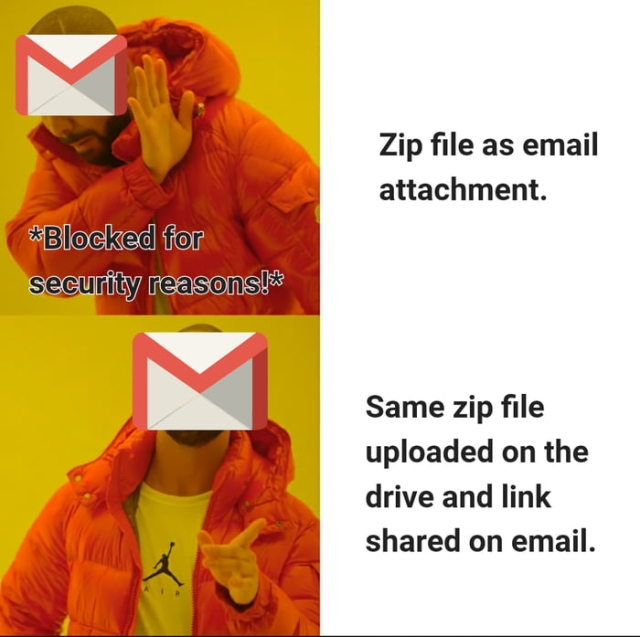 Zip file as email
attachment.
*Blocked for
security reasons!*
Same zip file
uploaded on the
drive and link
shared on email.
AIR